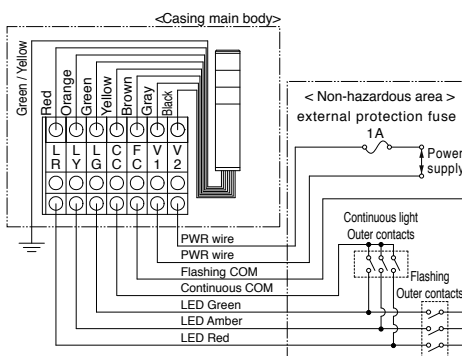 <Casing main body>
Green / Yellow
Red
Orange
Green
Yellow
Brown
Gray
Black
L R
L Y
L G
C C
F C
V 1
V 2
< Non-hazardous area >
external protection fuse
1A
Power
supply
PWR wire
PWR wire
Flashing COM
Continuous COM
LED Green
LED Amber
LED Red
Continuous light
Outer contacts
Flashing
Outer contacts